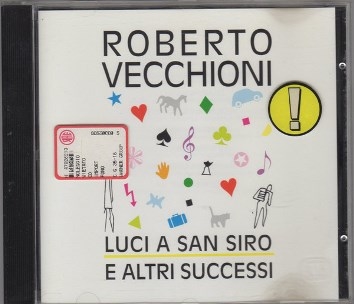 ROBERTO
VECCHIONI
!
LUCI A SAN SIRO
E ALTRI SUCCESSI